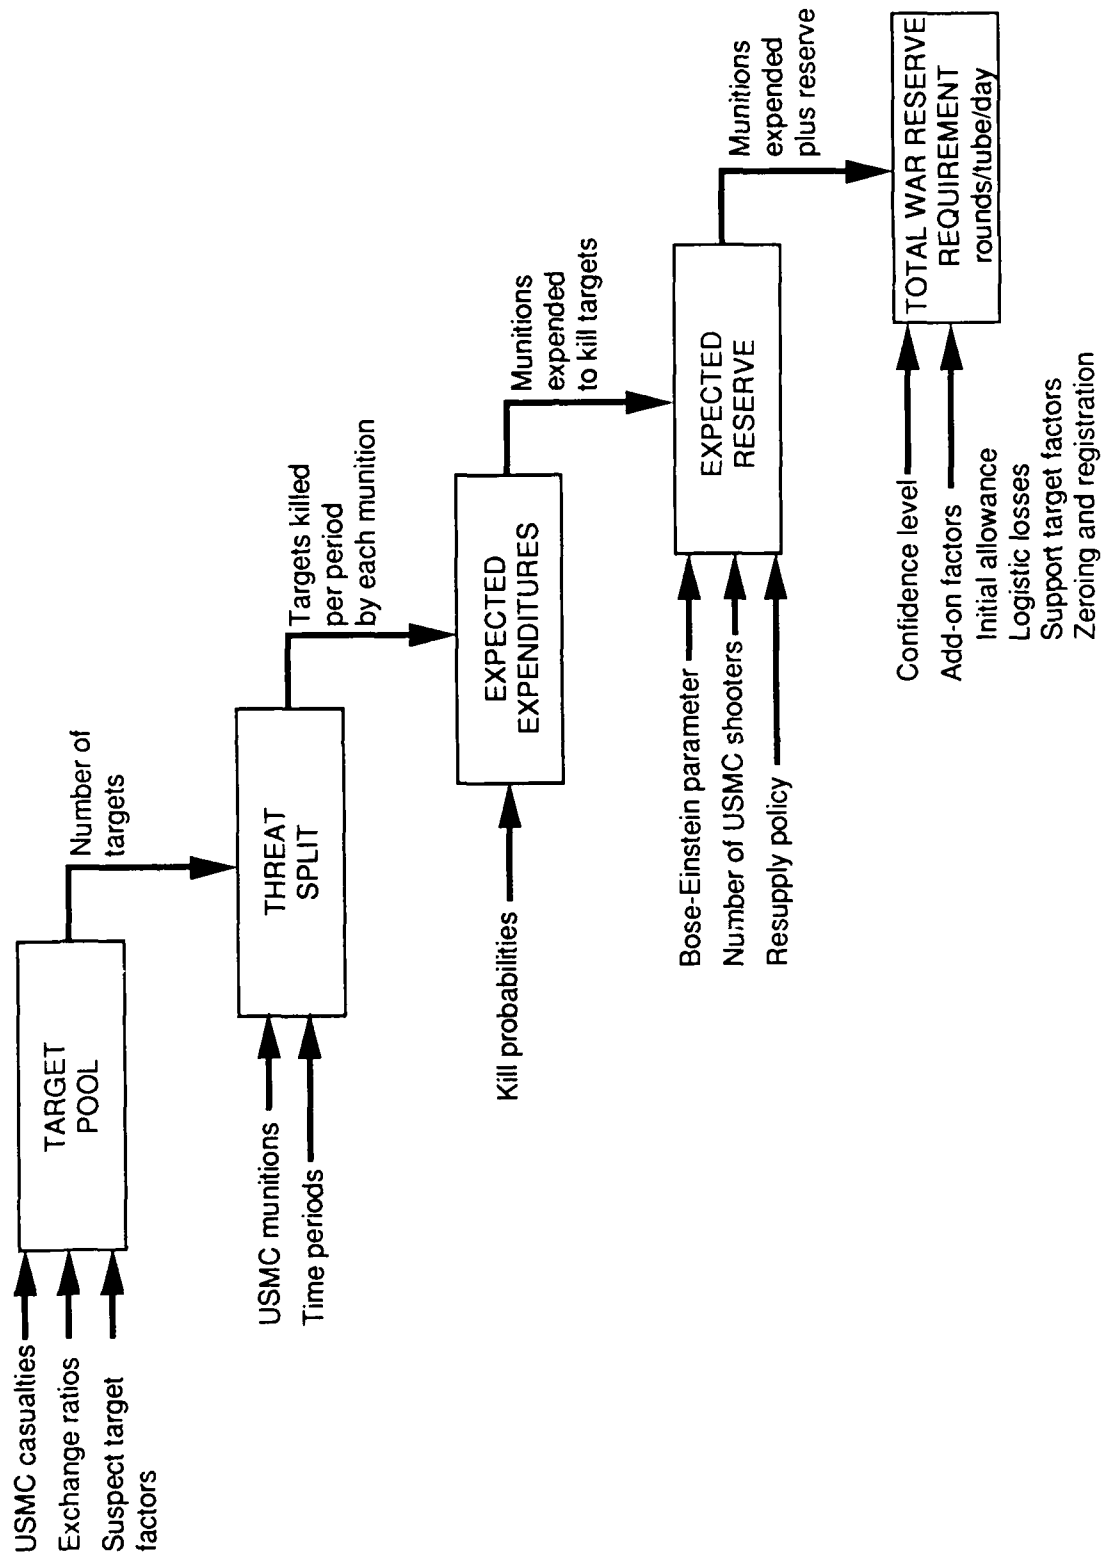 USMC casualties
Exchange ratios
Suspect target
factors
TARGET
POOL
Number of
targets
USMC munitions
Time periods
THREAT
SPLIT
Targets killed
per period
by each munition
Kill probabilities
EXPECTED
EXPENDITURES
Munitions
expended
to kill targets
Bose-Einstein parameter
Number of USMC shooters
Resupply policy
EXPECTED
RESERVE
Munitions
expended
plus reserve
Confidence level
Add-on factors
Initial allowance
Logistic losses
Support target factors
Zeroing and registration
TOTAL WAR RESERVE
REQUIREMENT
rounds/tube/day